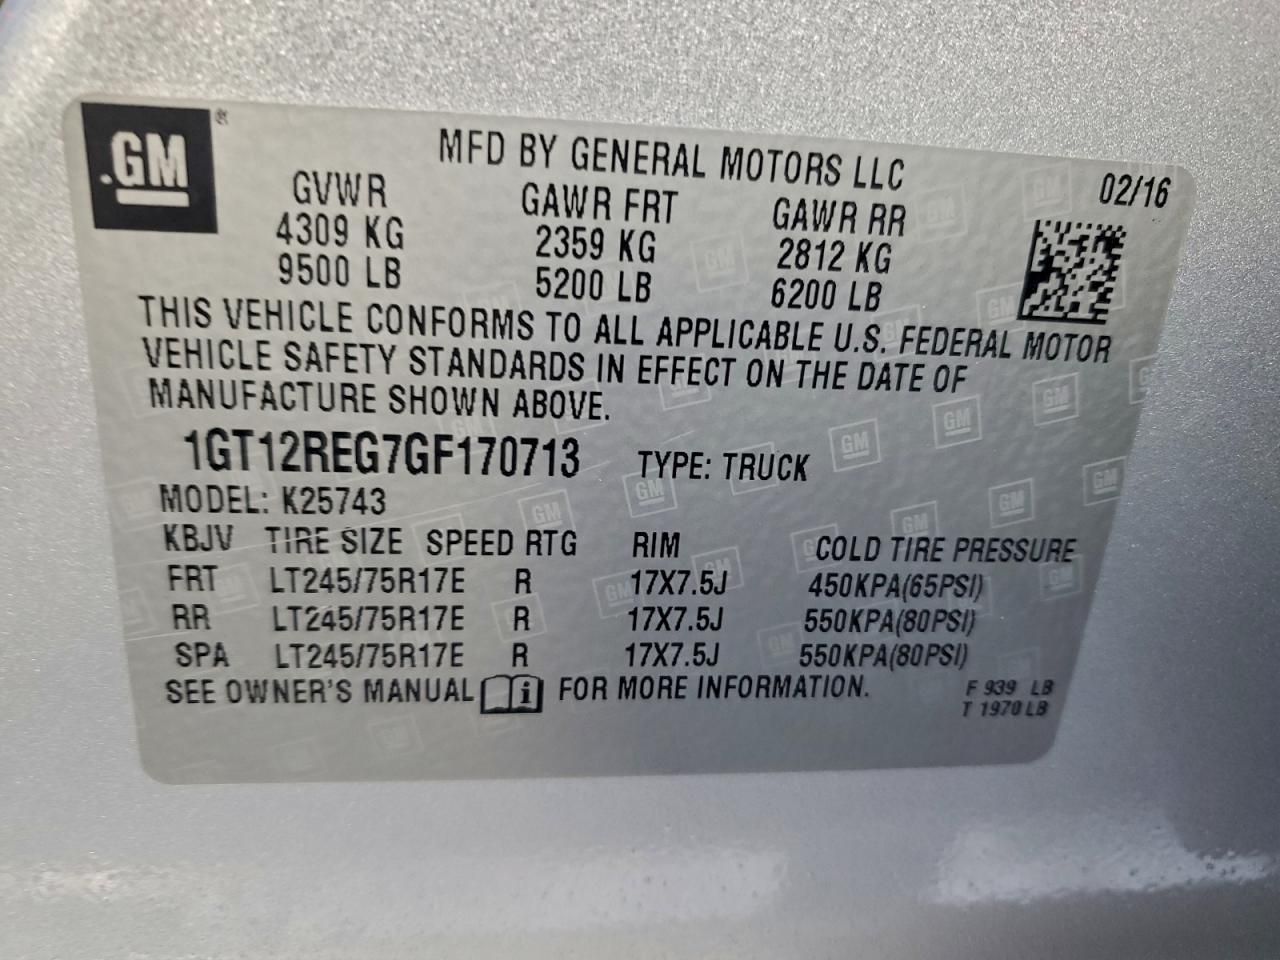 GM®
MFD BY GENERAL MOTORS LLC
02/16
GVWR GAWR FRT GAWR RR
4309 KG 2359 KG 2812 KG
9500 LB 5200 LB 6200 LB
THIS VEHICLE CONFORMS TO ALL APPLICABLE U.S. FEDERAL MOTOR
VEHICLE SAFETY STANDARDS IN EFFECT ON THE DATE OF
MANUFACTURE SHOWN ABOVE.
1GT12REG7GF170713 TYPE: TRUCK
MODEL: K25743
KBJV TIRE SIZE SPEED RTG RIM COLD TIRE PRESSURE
FRT LT245/75R17E R 17X7.5J 450KPA(65PSI)
RR LT245/75R17E R 17X7.5J 550KPA(80PSI)
SPA LT245/75R17E R 17X7.5J 550KPA(80PSI)
SEE OWNER'S MANUAL i FOR MORE INFORMATION.
F 939 LB
T 1970 LB